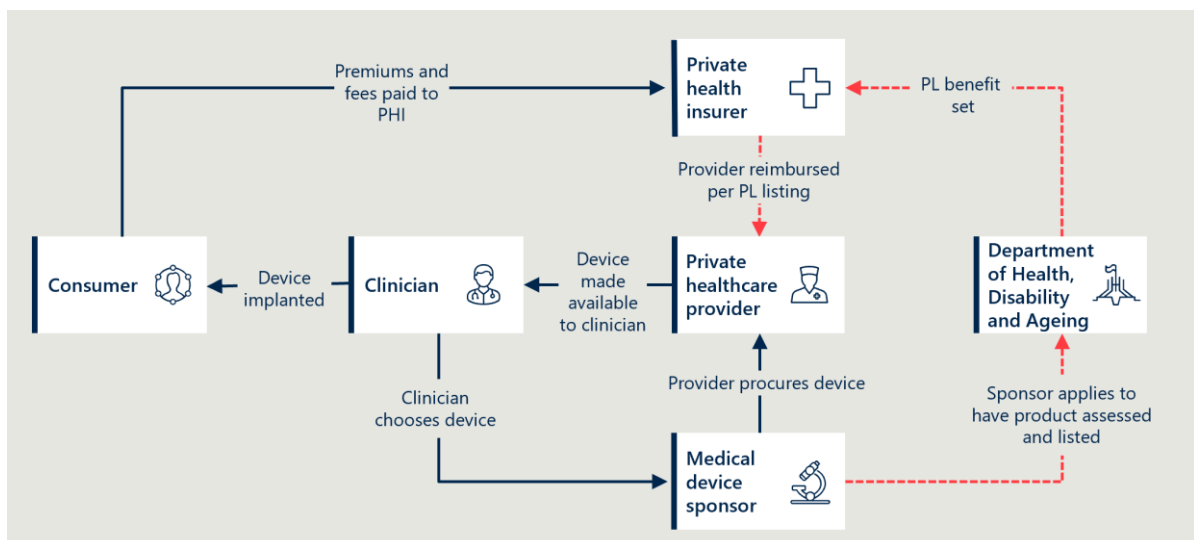 Private
health
insurer
Premiums and
fees paid to
PHI
PL benefit
set
Provider reimbursed
per PL listing
Consumer
Device
implanted
Clinician
Device
made
available
to clinician
Private
healthcare
provider
Department
of Health,
Disability
and Ageing
Clinician
chooses device
Provider procures device
Sponsor applies to
have product assessed
and listed
Medical
device
sponsor